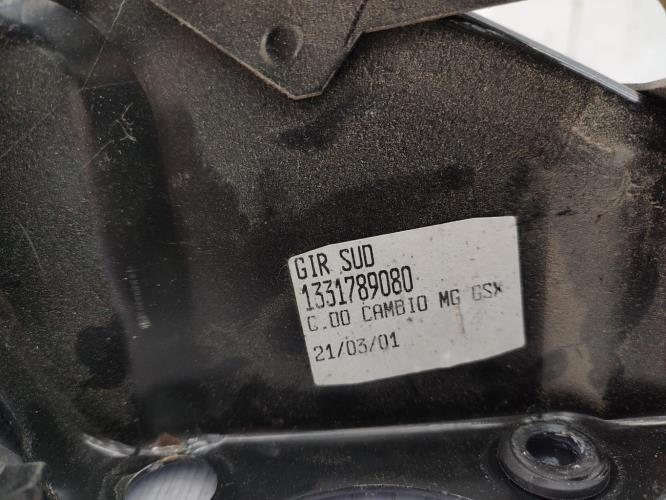 GIR SUD
1331789080
C.DO CAMBIO MG GSX
21/03/01